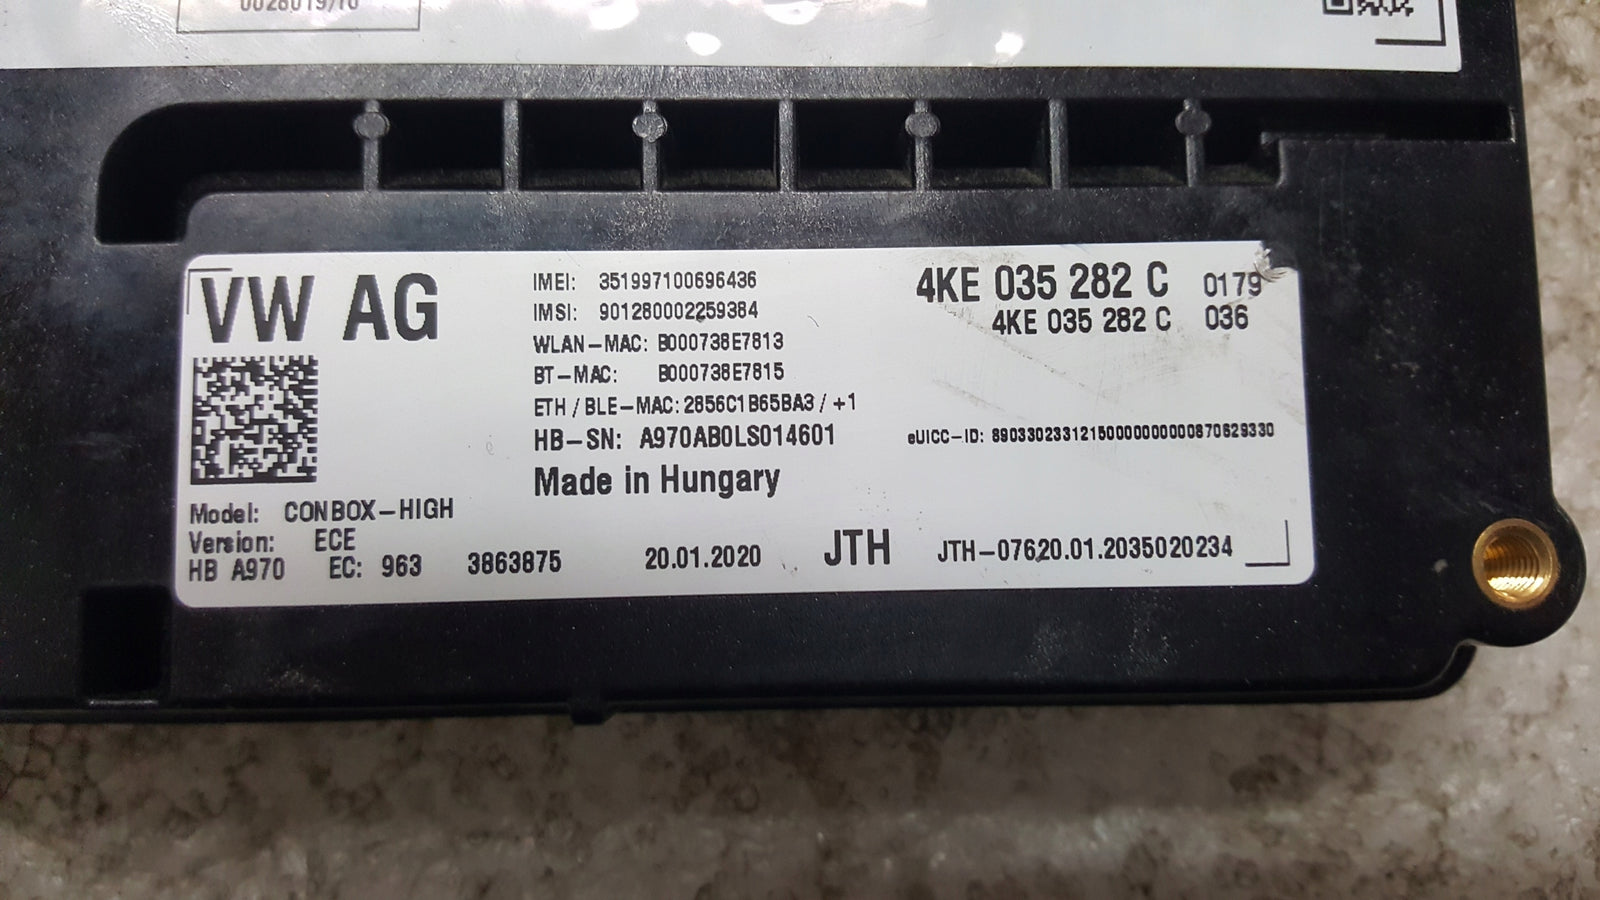 VW AG
IMEI: 351997100696436
IMSI: 901280002259384
WLAN-MAC: B000738E7813
BT-MAC: B000738E7815
ETH / BLE-MAC: 2856C1B65BA3 / +1
HB-SN: A970AB0LS014601
Made in Hungary
4KE 035 282 C 0179
4KE 035 282 C 036
eUICC-ID: 89033023312150000000000870629330
Model: CONBOX-HIGH
Version: ECE
HB A970 EC: 963 3863875 20.01.2020 JTH JTH-07620.01.2035020234